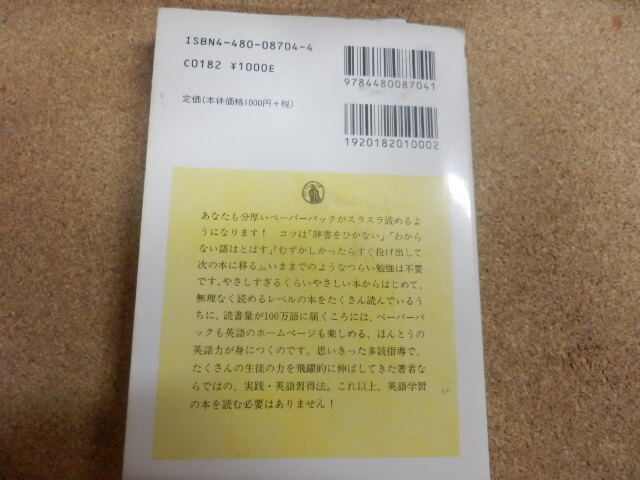 ISBN4-480-08704-4
C0182 ¥1000E
定価(本体価格1000円+税)
9784480087041
1920182010002
あなたも分厚いペーパーバックがスラスラ読めるよ
うになります! コツは「辞書をひかない」「わから
ない語はとばす」「むずかしかったらすぐ投げ出して
次の本に移る」。いままでのようなつらい勉強は不要
です。やさしすぎるくらいやさしい本からはじめて、
無理なく読めるレベルの本をたくさん読んでいるう
ちに、読書量が100万語に届くころには、ペーパーバ
ックも英語のホームページも楽しめる、ほんとうの
英語力が身につくのです。思いきった多読指導で、
たくさんの生徒の力を飛躍的に伸ばしてきた著者な
らではの、実践・英語習得法。これ以上、英語学習
の本を読む必要はありません!